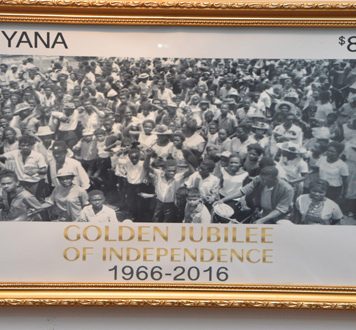 YANA $8
GOLDEN JUBILEE
OF INDEPENDENCE
1966-2016